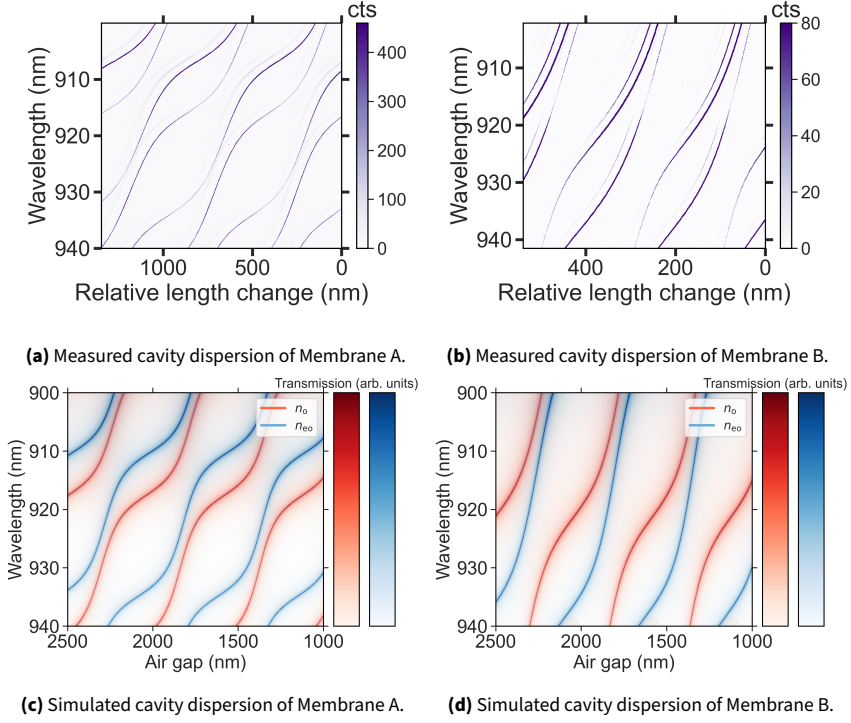 cts
Wavelength (nm)
910
920
930
940
1000
500
0
Relative length change (nm)
400
300
200
100
0
(a) Measured cavity dispersion of Membrane A.
cts
Wavelength (nm)
910
920
930
940
400
200
0
Relative length change (nm)
80
60
40
20
0
(b) Measured cavity dispersion of Membrane B.
Transmission (arb. units)
Wavelength (nm)
900
910
920
930
940
n_o
n_eo
2500
2000
1500
1000
Air gap (nm)
(c) Simulated cavity dispersion of Membrane A.
Transmission (arb. units)
Wavelength (nm)
900
910
920
930
940
n_o
n_eo
2500
2000
1500
1000
Air gap (nm)
(d) Simulated cavity dispersion of Membrane B.